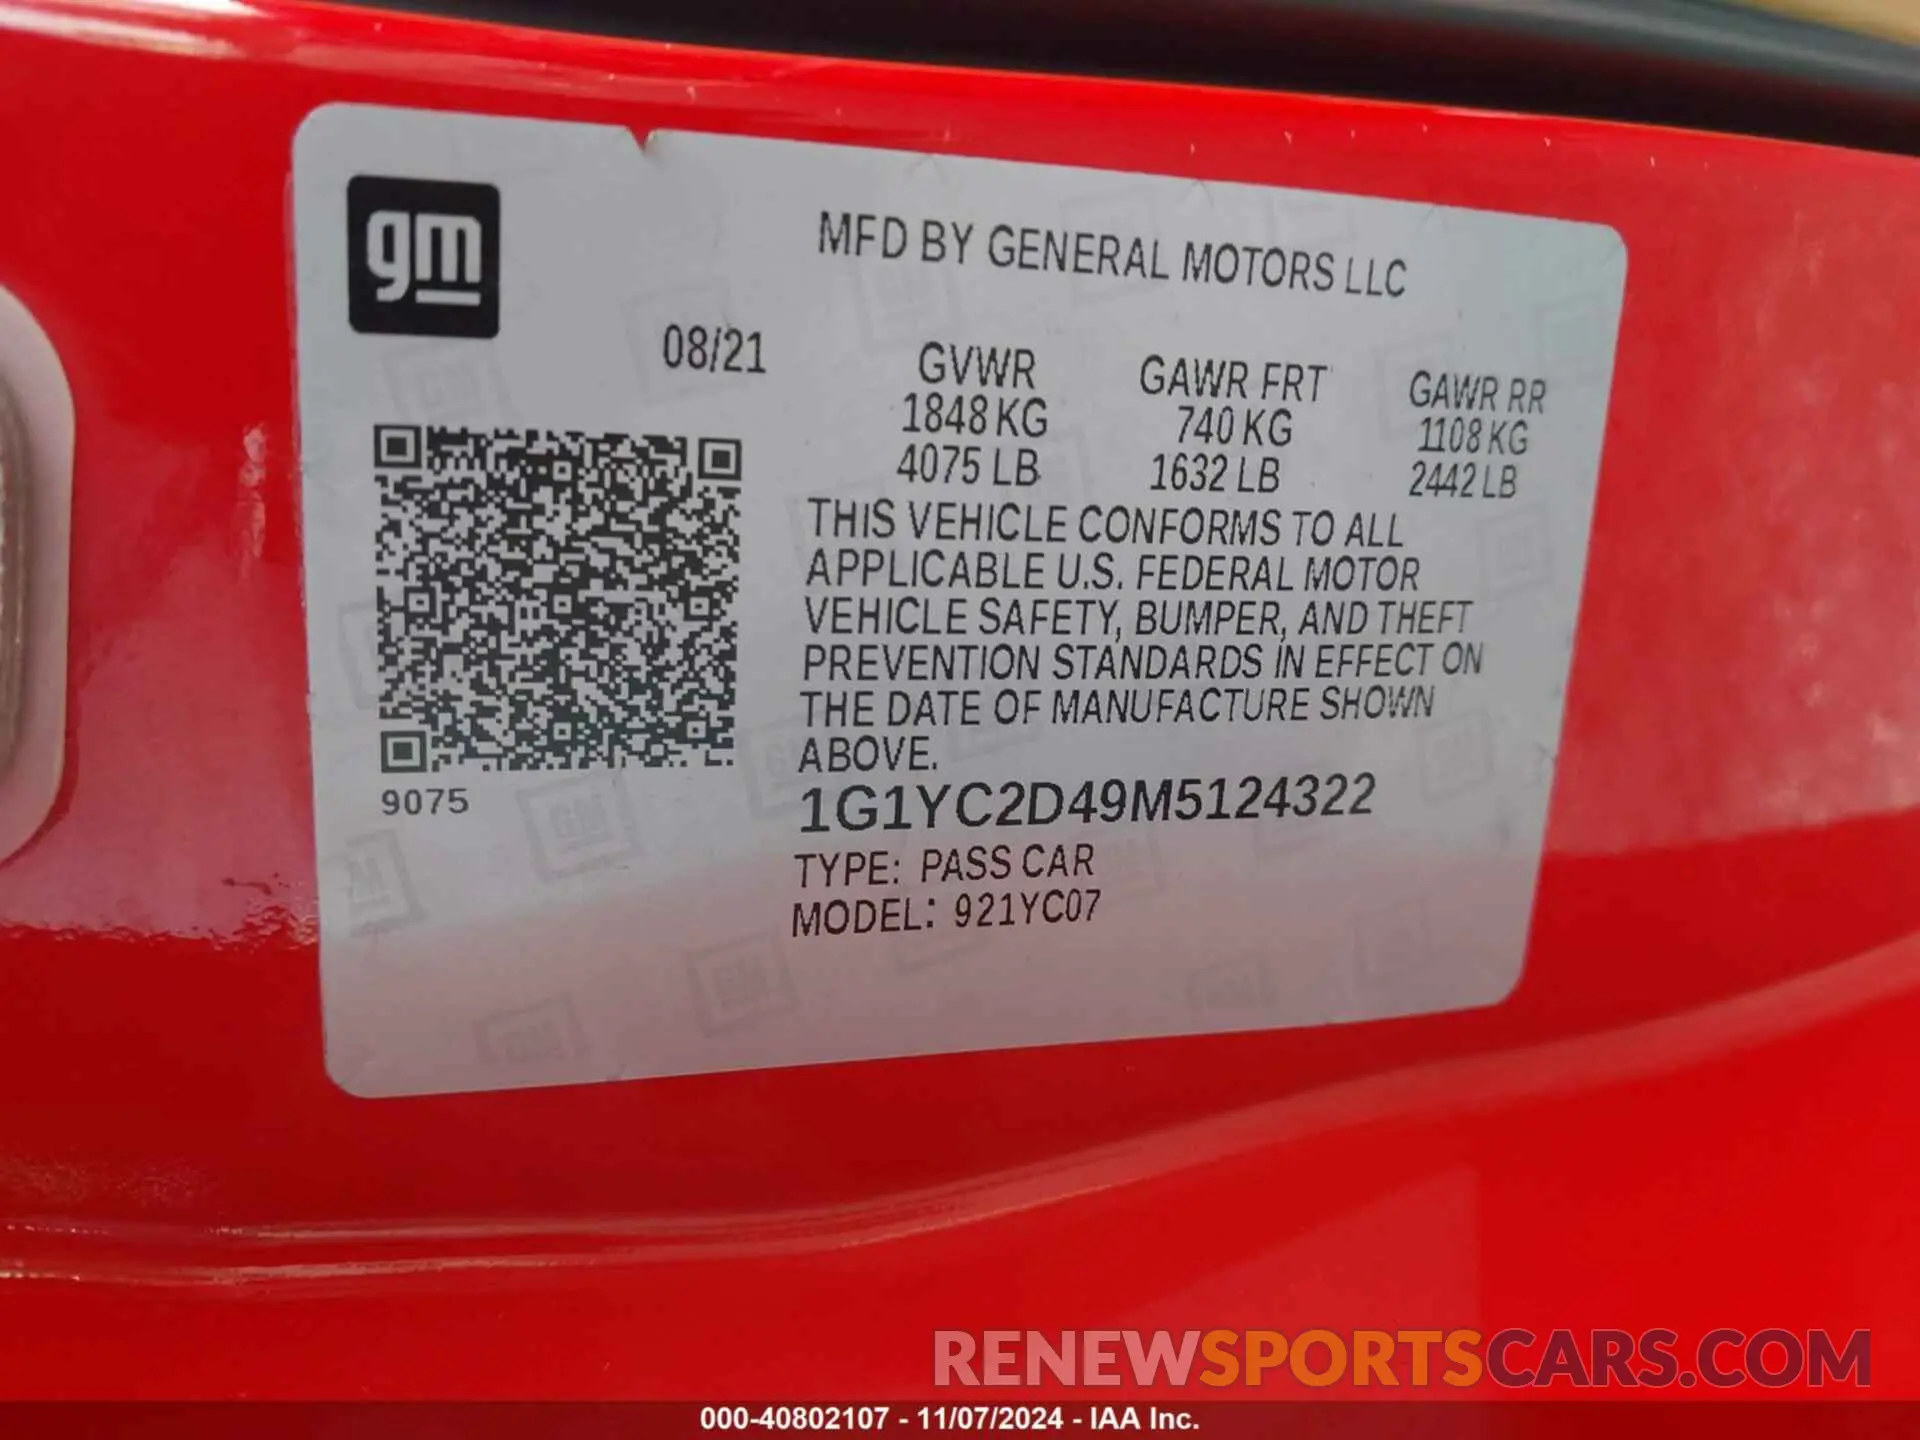 gm
MFD BY GENERAL MOTORS LLC
08/21
GVWR GAWR FRT GAWR RR
1848 KG 740 KG 1108 KG
4075 LB 1632 LB 2442 LB
THIS VEHICLE CONFORMS TO ALL
APPLICABLE U.S. FEDERAL MOTOR
VEHICLE SAFETY, BUMPER, AND THEFT
PREVENTION STANDARDS IN EFFECT ON
THE DATE OF MANUFACTURE SHOWN
ABOVE.
9075
1G1YC2D49M5124322
TYPE: PASS CAR
MODEL: 921YC07
RENEWSPORTSCARS.COM
000-40802107 - 11/07/2024 - IAA Inc.